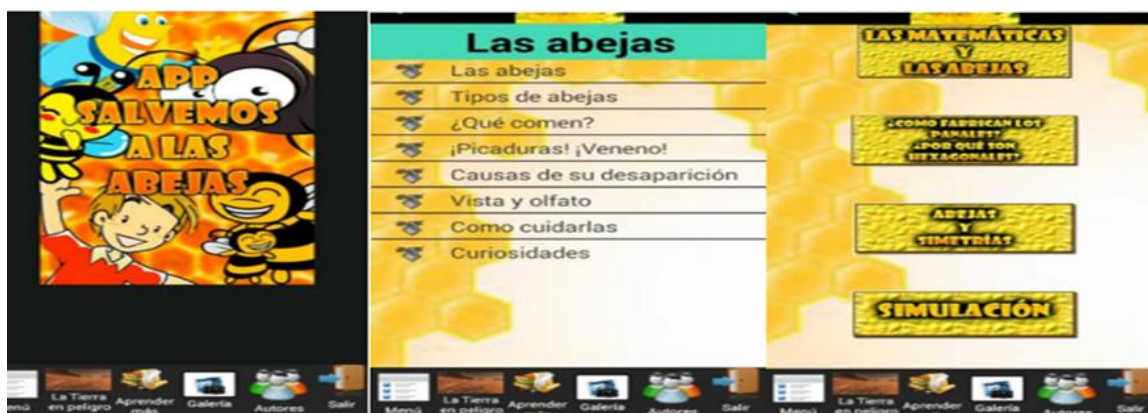 APP
SALVEMOS
A LAS
ABEJAS
La Tierra
en peligro
Aprender
más
Galería
Autores
Salir
Las abejas
Las abejas
Tipos de abejas
¿Qué comen?
¡Picaduras! ¡Veneno!
Causas de su desaparición
Vista y olfato
Como cuidarlas
Curiosidades
Menú
La Tierra
en peligro
Aprender
Galería
Autores
Salir
LAS MATEMÁTICAS
Y
LAS ABEJAS
¿COMO FABRICAN LOS
PANALES?
¿POR QUÉ SON
HEXAGONALES?
ABEJAS
Y
SIMETRÍAS
SIMULACIÓN
Menú
La Tierra
en peligro
Aprender
Galería